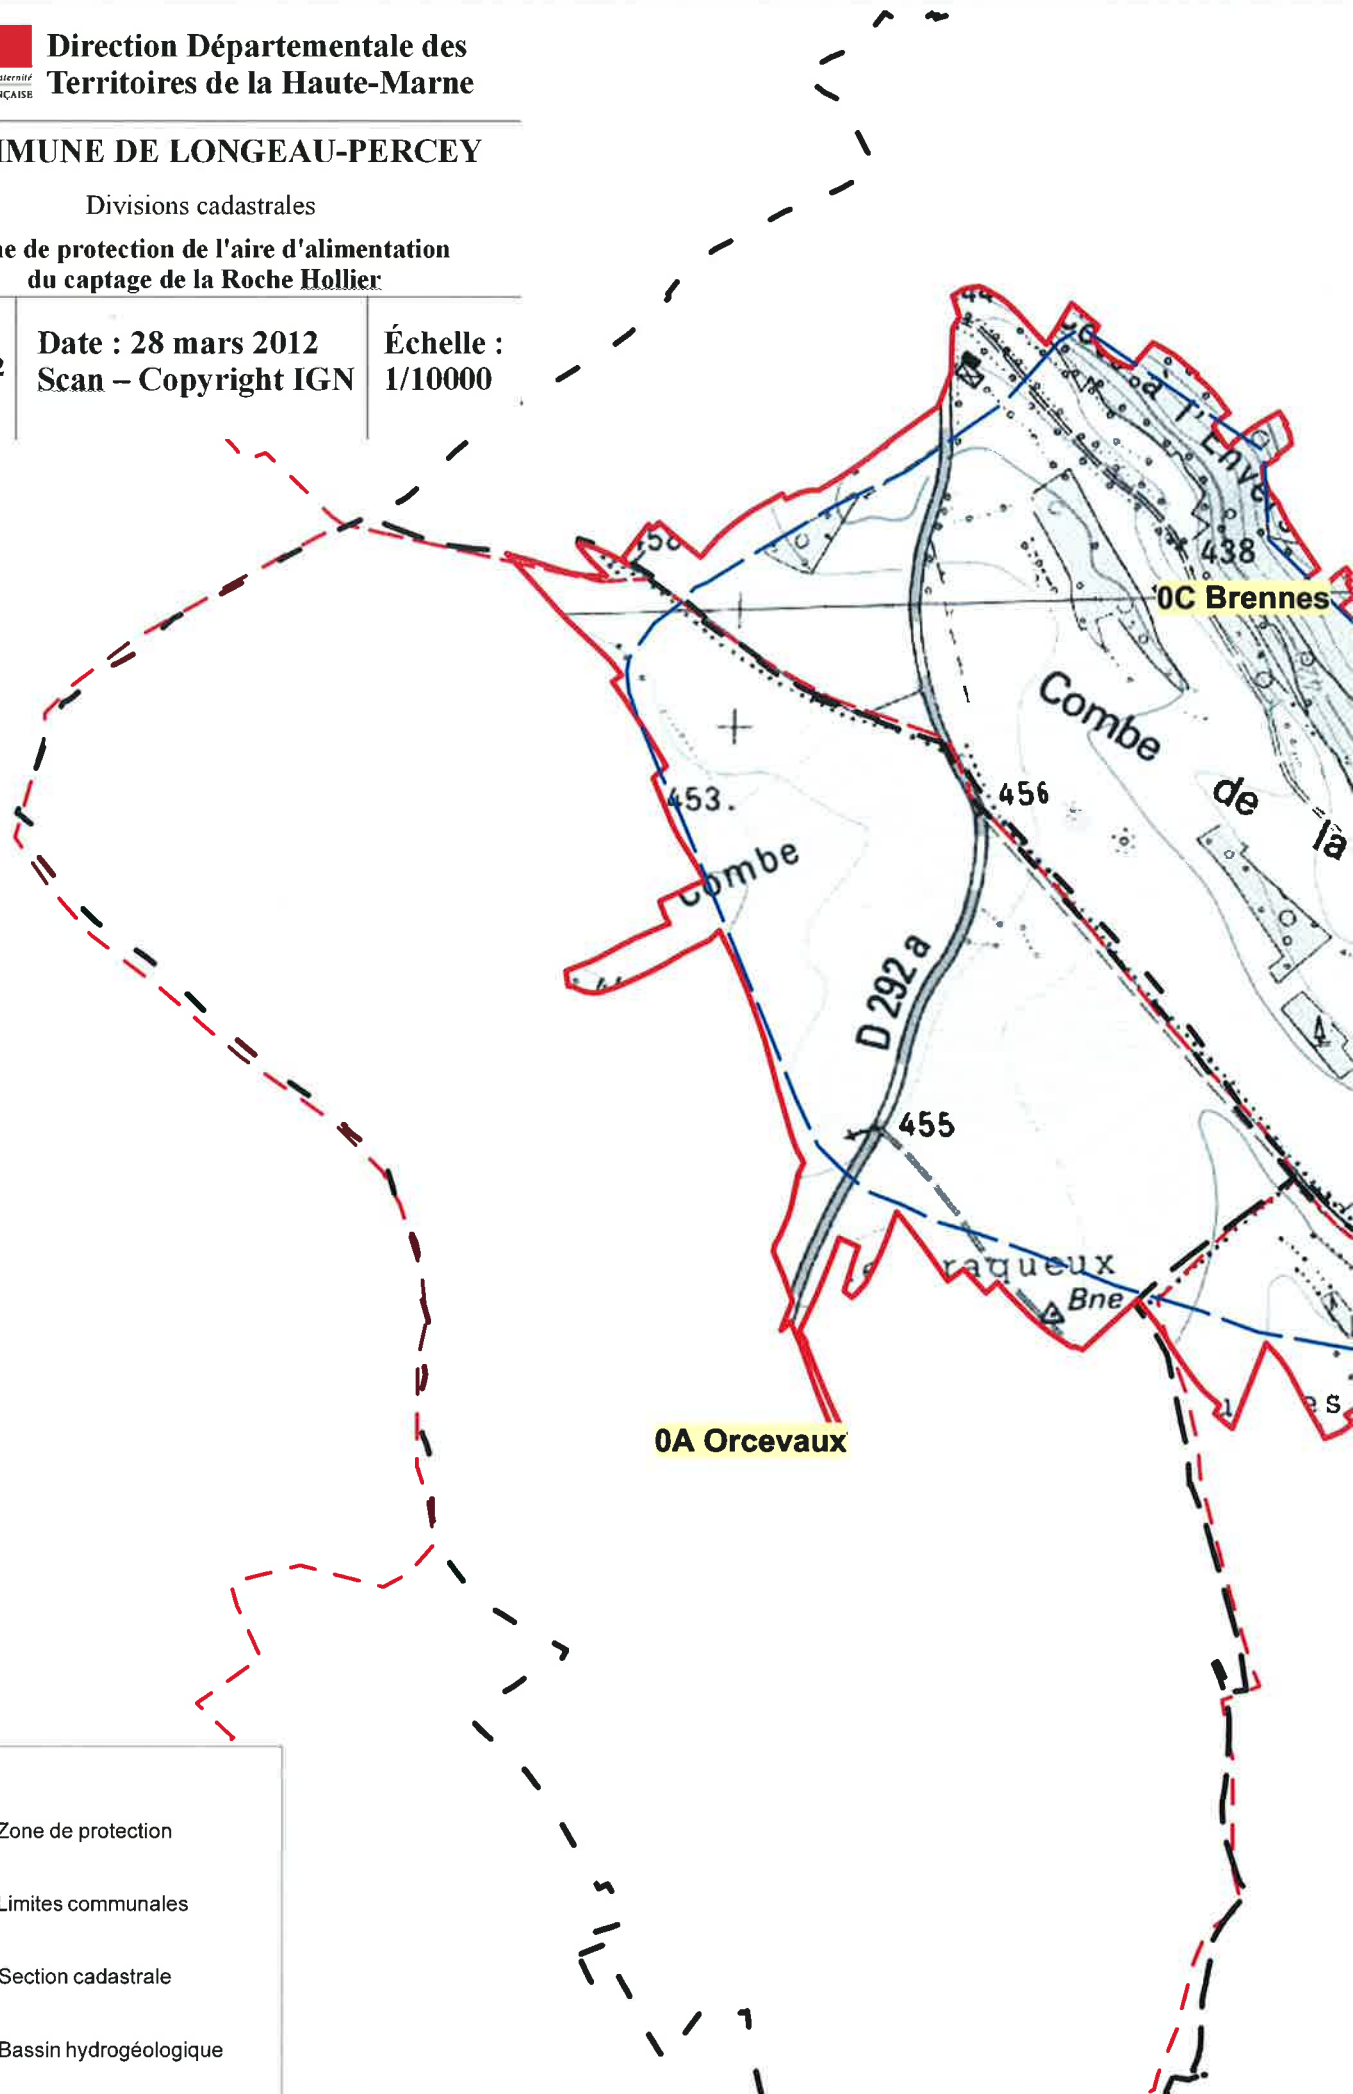 Direction Départementale des
Territoires de la Haute-Marne
DE LONGEAU-PERCEY
Divisions cadastrales
de protection de l'aire d'alimentation
du captage de la Roche Hollier
Date : 28 mars 2012
Scan – Copyright IGN
Échelle :
1/10000
438
0C Brennes
Combe
de
la
456
453.
Combe
D 292 a
455
Bne
0A Orcevaux
Zone de protection
Limites communales
Section cadastrale
Bassin hydrogéologique